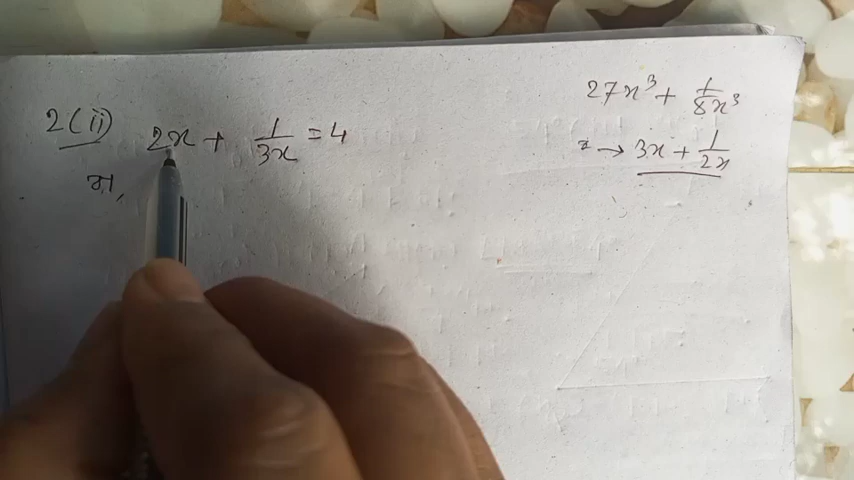 2(ii) 2x + 1/3x = 4
বা,
27x³ + 1/8x³
→ 3x + 1/2x